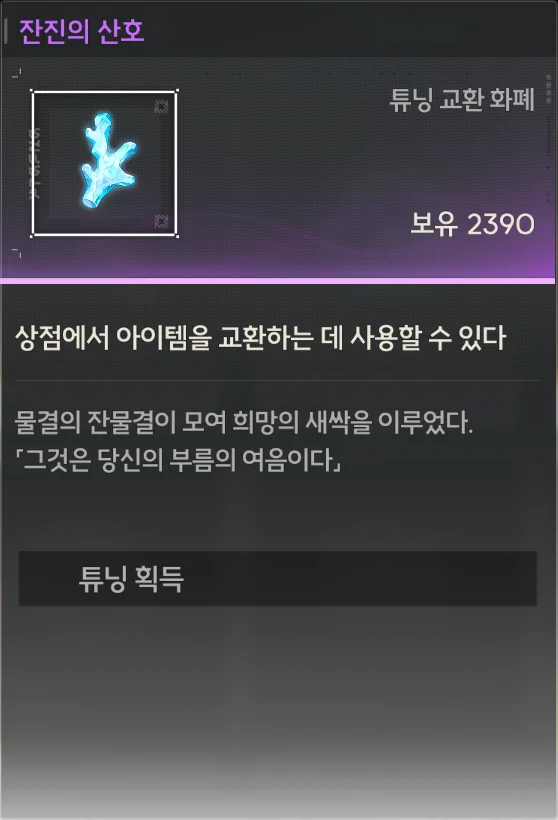 잔진의 산호
튜닝 교환 화폐
보유 2390
상점에서 아이템을 교환하는 데 사용할 수 있다
물결의 잔물결이 모여 희망의 새싹을 이루었다.
「그것은 당신의 부름의 여음이다」
튜닝 획득